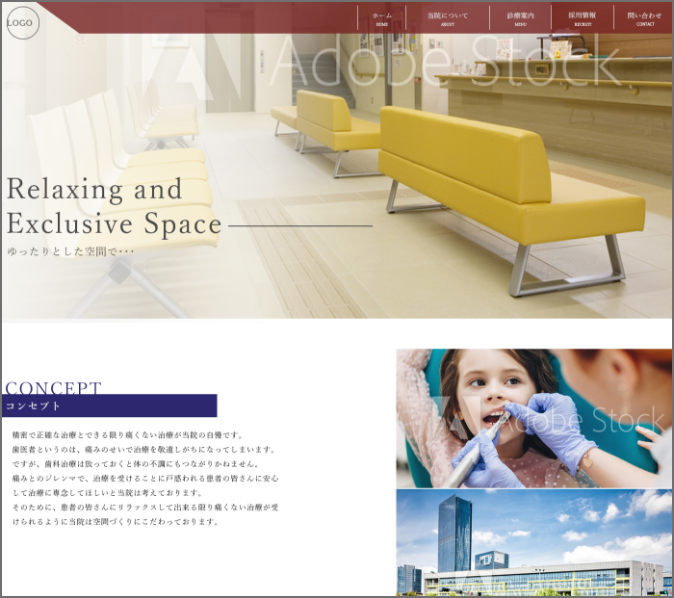 LOGO
ホーム
HOME
当院について
ABOUT
診療案内
MENU
採用情報
RECRUIT
問い合わせ
CONTACT
Adobe Stock
Relaxing and
Exclusive Space
ゆったりとした空間で･･･
CONCEPT
コンセプト
精密で正確な治療とできる限り痛くない治療が当院の自慢です。
歯医者というのは、痛みのせいで治療を敬遠しがちになってしまいます。
ですが、歯科治療は放っておくと体の不調にもつながりかねません。
痛みとのジレンマで、治療を受けることに戸惑われる患者の皆さんに安心
して治療に専念してほしいと当院は考えております。
そのために、患者の皆さんにリラックスして出来る限り痛くない治療が受
けられるように当院は空間づくりにこだわっております。
Adobe Stock